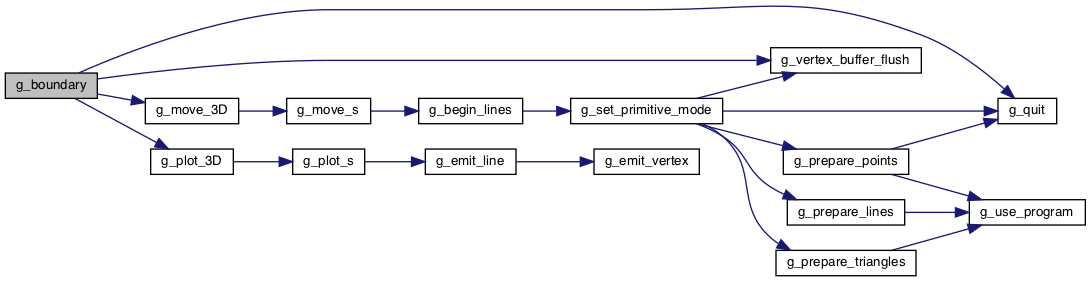 g_boundary
g_vertex_buffer_flush
g_move_3D
g_move_s
g_begin_lines
g_set_primitive_mode
g_quit
g_plot_3D
g_plot_s
g_emit_line
g_emit_vertex
g_prepare_points
g_prepare_lines
g_use_program
g_prepare_triangles